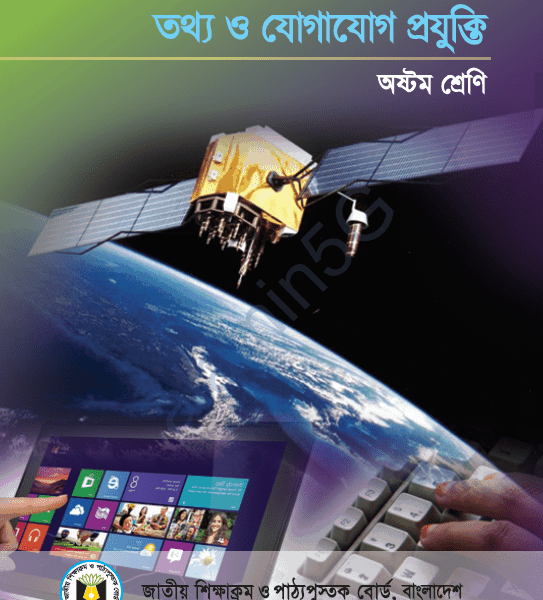 তথ্য ও যোগাযোগ প্রযুক্তি
অষ্টম শ্রেণি
জাতীয় শিক্ষাক্রম ও পাঠ্যপুস্তক বোর্ড, বাংলাদেশ